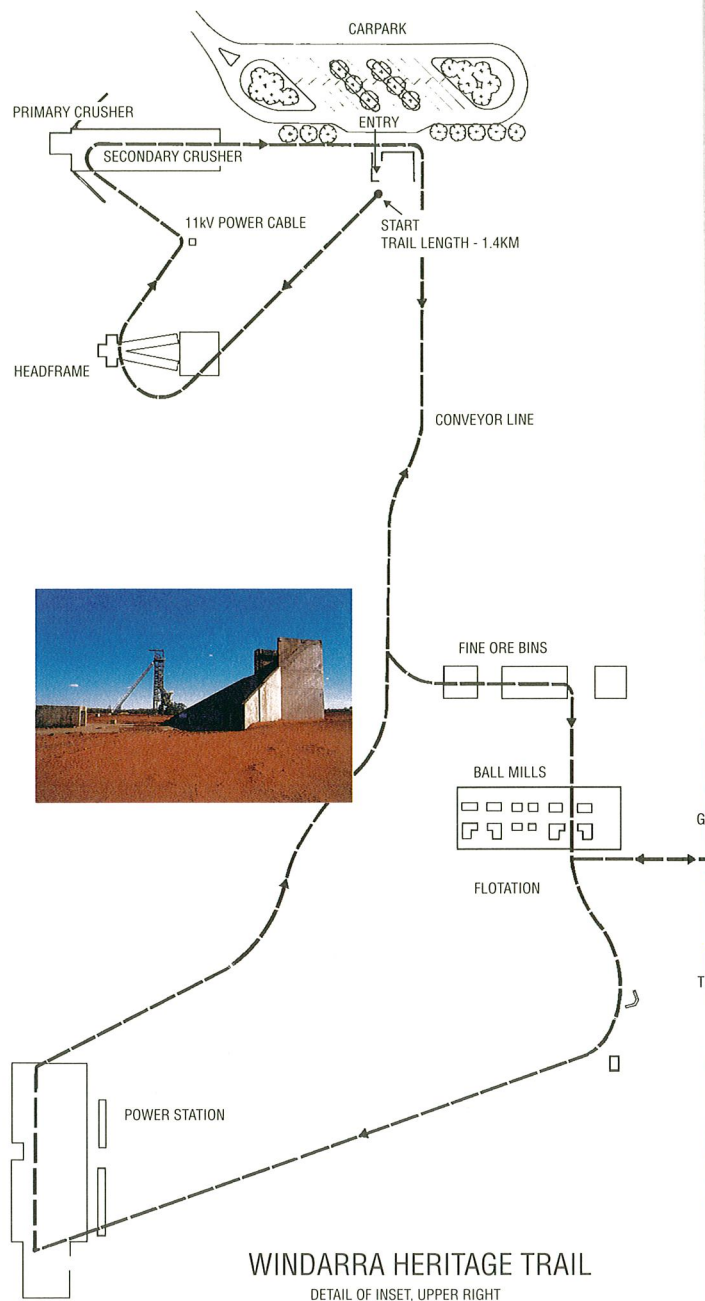 CARPARK
PRIMARY CRUSHER
ENTRY
SECONDARY CRUSHER
11kV POWER CABLE
START
TRAIL LENGTH - 1.4KM
HEADFRAME
CONVEYOR LINE
FINE ORE BINS
BALL MILLS
G
FLOTATION
T
POWER STATION
WINDARRA HERITAGE TRAIL
DETAIL OF INSET, UPPER RIGHT